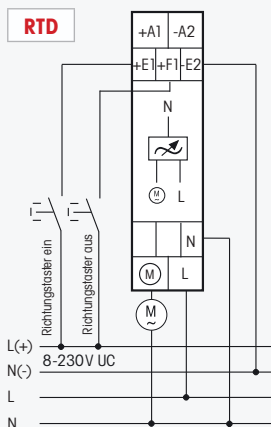 RTD
+A1 -A2
+E1 +F1 -E2
N
M L
N
M L
M
~
Richtungstaster ein
Richtungstaster aus
L(+)
8-230V UC
N(-)
L
N